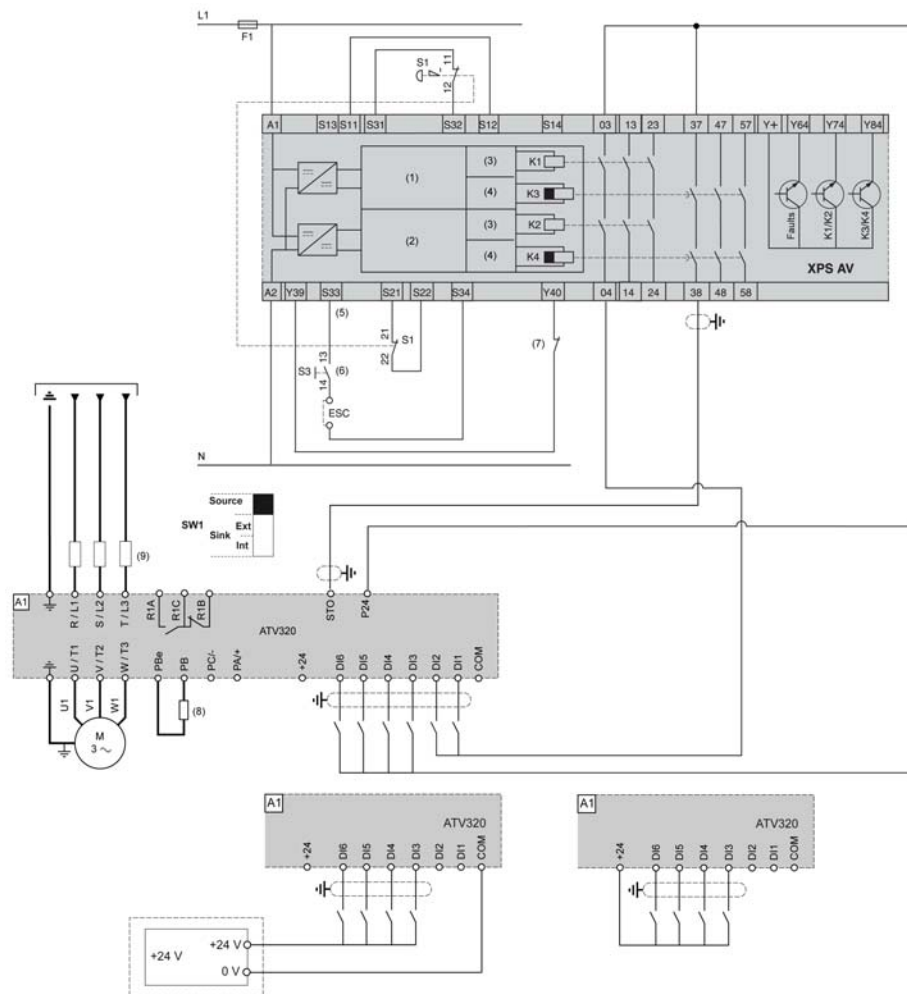 L1
F1
S1
11
12
A1 S13 S11 S31 S32 S12 S14 03 13 23 37 47 57 Y+ Y64 Y74 Y84
(1)
(3)
K1
(4)
K3
(2)
(3)
K2
(4)
K4
Faults
K1/K2
K3/K4
XPS AV
A2 Y39 S33 S21 S22 S34 Y40 04 14 24 38 48 58
(5)
21
22
S1
(7)
S3
13
14
(6)
ESC
N
Source
SW1
Sink
Ext
Int
(9)
A1
R / L1
S / L2
T / L3
R1A
R1C
R1B
STO
P24
ATV320
U / T1
V / T2
W / T3
PBe
PB
PC/-
PA/+
+24
DI6
DI5
DI4
DI3
DI2
DI1
COM
U1
V1
W1
(8)
M
3 ~
A1
ATV320
+24
DI6
DI5
DI4
DI3
DI2
DI1
COM
+24 V
+24 V
0 V
A1
ATV320
+24
DI6
DI5
DI4
DI3
DI2
DI1
COM